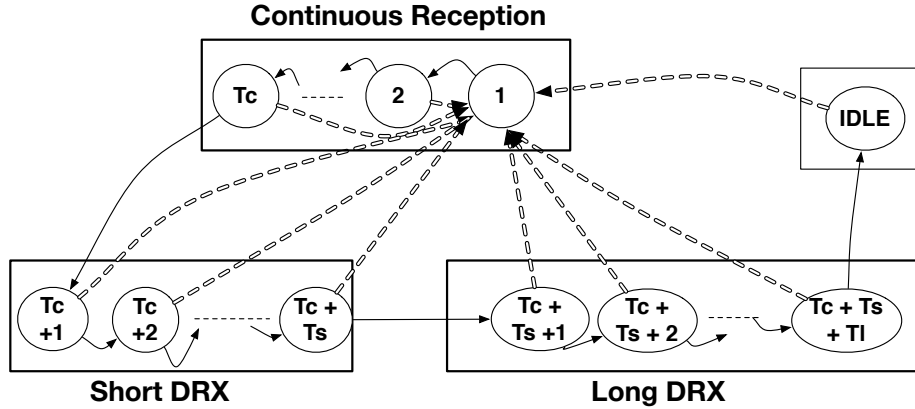 Continuous Reception
Tc
2
1
IDLE
Tc
+1
Tc
+2
Tc +
Ts
Tc +
Ts +1
Tc +
Ts + 2
Tc + Ts
+ Tl
Short DRX
Long DRX